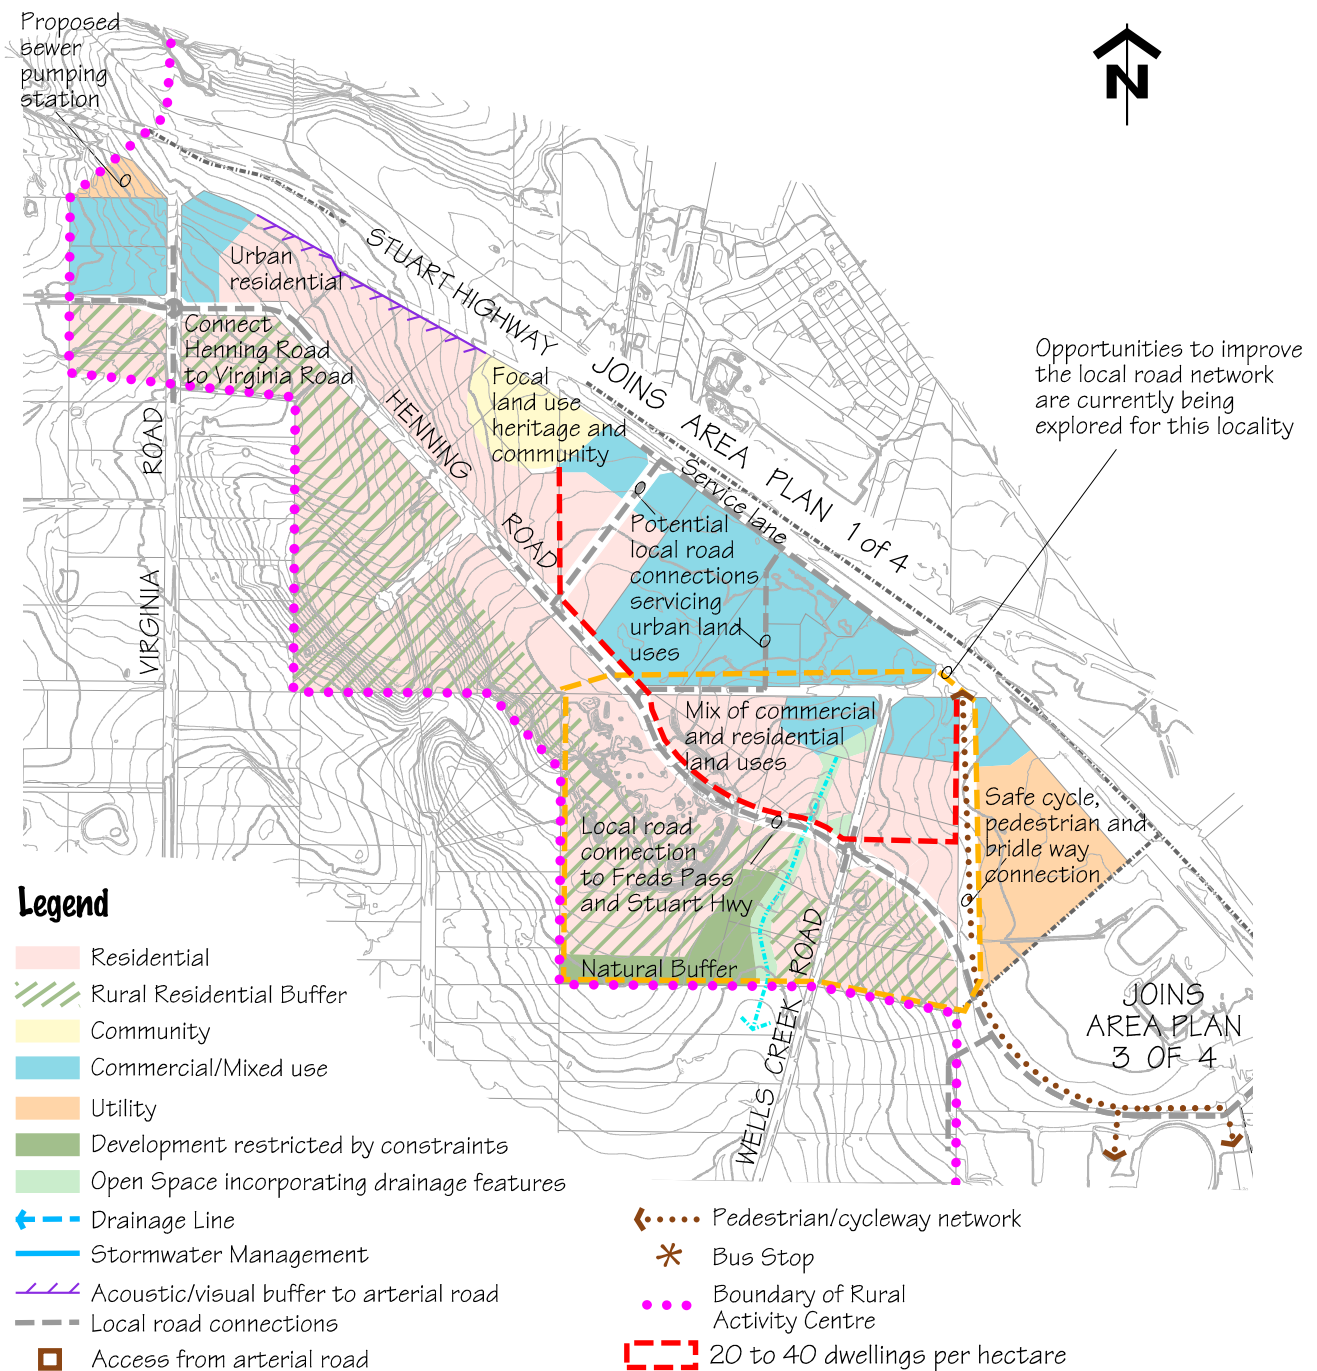 Proposed
sewer
pumping
station
N
STUART HIGHWAY
Urban
residential
Connect
Henning Road
to Virginia Road
JOINS AREA PLAN 1 of 4
Opportunities to improve
the local road network
are currently being
explored for this locality
Focal
land use
heritage and
community
HENNING ROAD
Service lane
VIRGINIA ROAD
Potential
local road
connections
servicing
urban land
uses
Mix of commercial
and residential
land uses
Safe cycle,
pedestrian and
bridle way
connection
Local road
connection
to Freds Pass
and Stuart Hwy
Natural Buffer
WELLS CREEK ROAD
JOINS
AREA PLAN
3 OF 4
Legend
Residential
Rural Residential Buffer
Community
Commercial/Mixed use
Utility
Development restricted by constraints
Open Space incorporating drainage features
Drainage Line
Stormwater Management
Acoustic/visual buffer to arterial road
Local road connections
Access from arterial road
Pedestrian/cycleway network
Bus Stop
Boundary of Rural
Activity Centre
20 to 40 dwellings per hectare